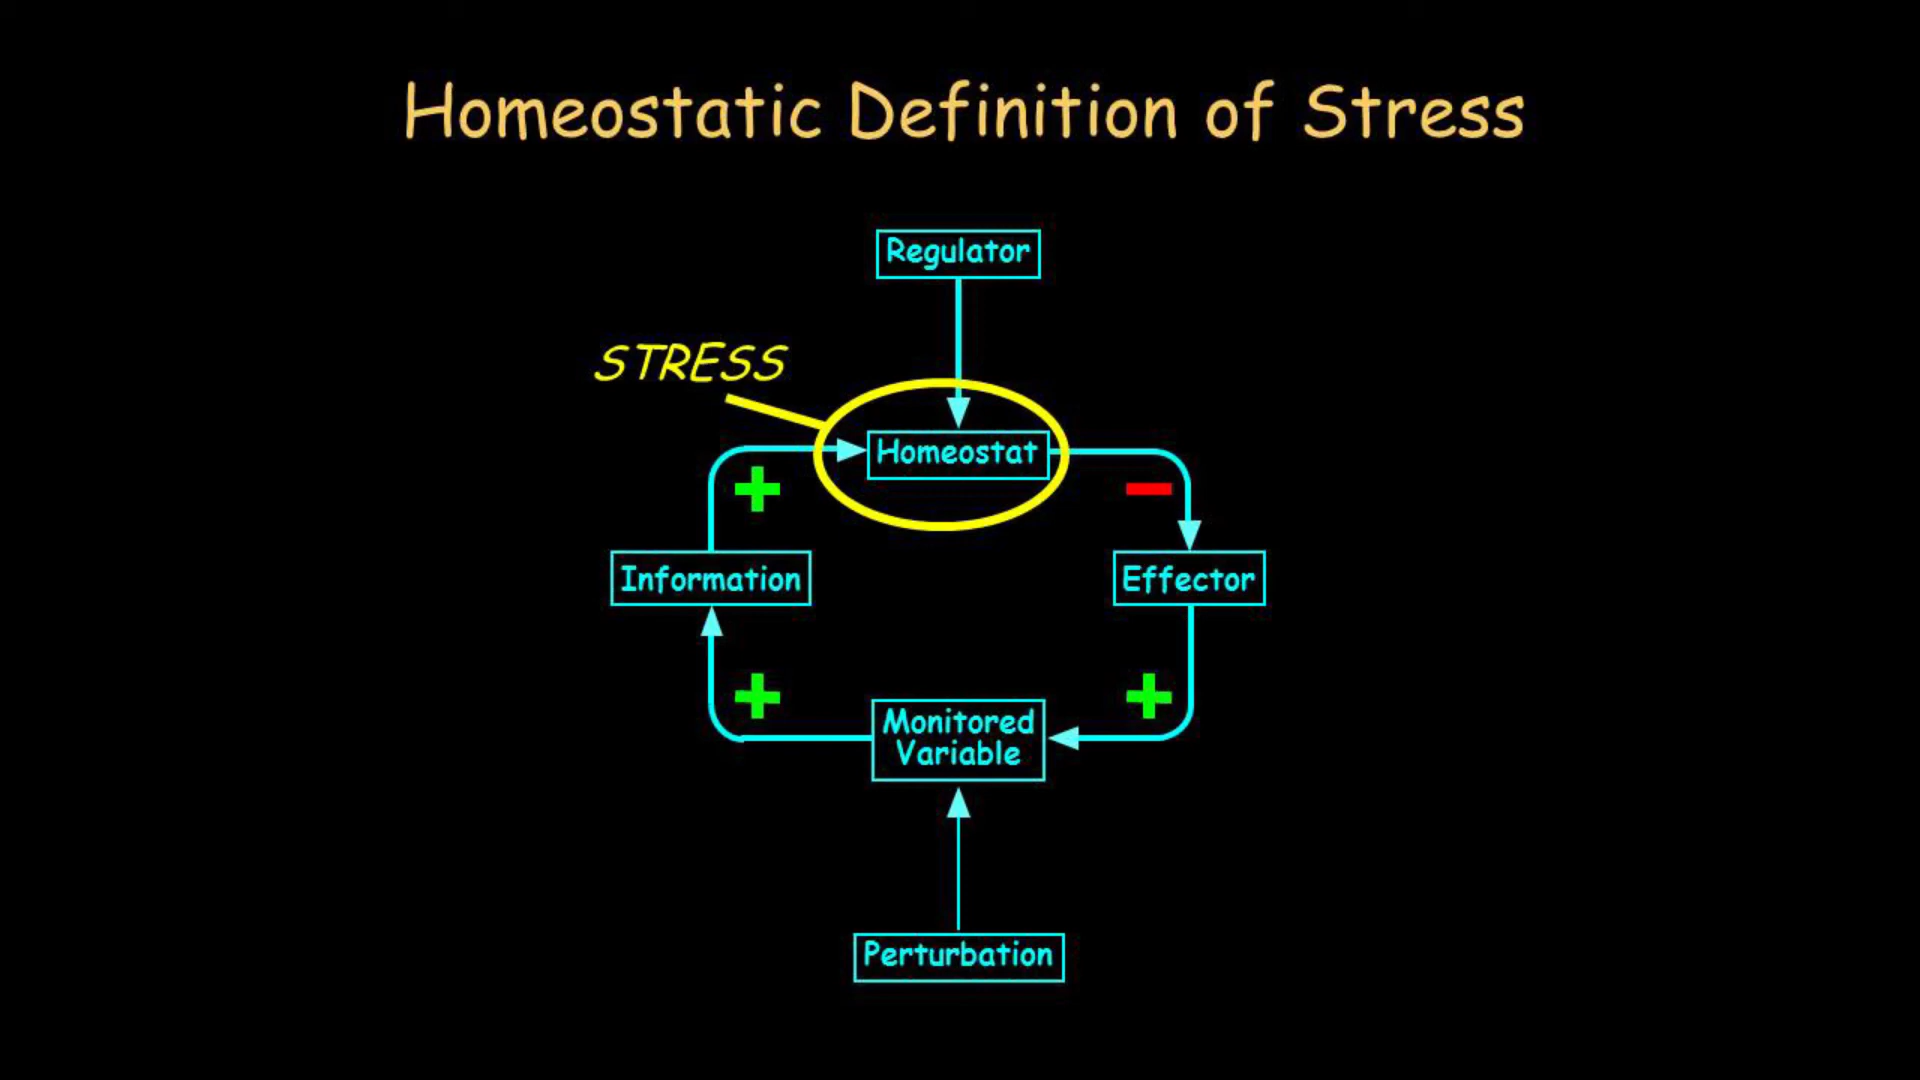 Homeostatic Definition of Stress
Regulator
STRESS
Homeostat
+
−
Information
Effector
+
+
Monitored
Variable
Perturbation